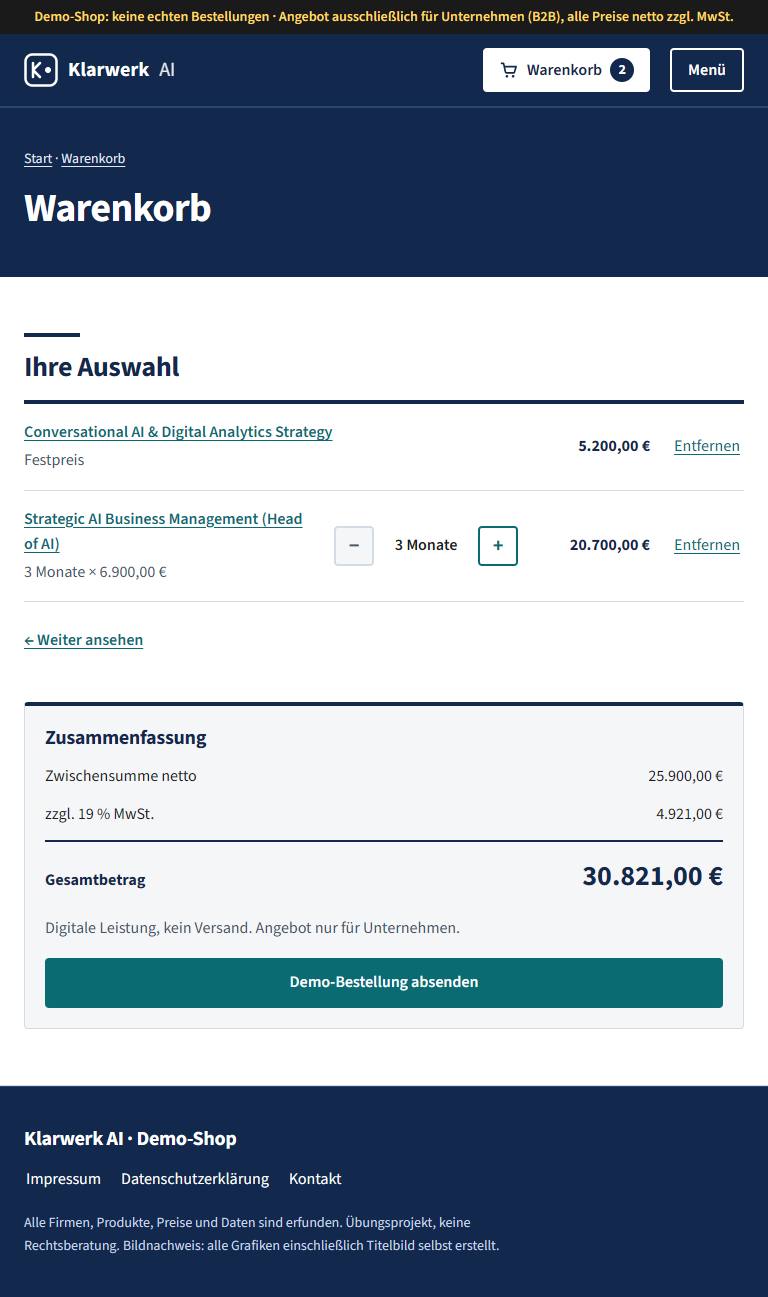 Demo-Shop: keine echten Bestellungen · Angebot ausschließlich für Unternehmen (B2B), alle Preise netto zzgl. MwSt.
K Klarwerk AI
Warenkorb 2
Menü
Start · Warenkorb
Warenkorb
Ihre Auswahl
Conversational AI & Digital Analytics Strategy
Festpreis
5.200,00 €
Entfernen
Strategic AI Business Management (Head
of AI)
3 Monate × 6.900,00 €
− 3 Monate +
20.700,00 €
Entfernen
← Weiter ansehen
Zusammenfassung
Zwischensumme netto 25.900,00 €
zzgl. 19 % MwSt. 4.921,00 €
Gesamtbetrag 30.821,00 €
Digitale Leistung, kein Versand. Angebot nur für Unternehmen.
Demo-Bestellung absenden
Klarwerk AI · Demo-Shop
Impressum Datenschutzerklärung Kontakt
Alle Firmen, Produkte, Preise und Daten sind erfunden. Übungsprojekt, keine
Rechtsberatung. Bildnachweis: alle Grafiken einschließlich Titelbild selbst erstellt.